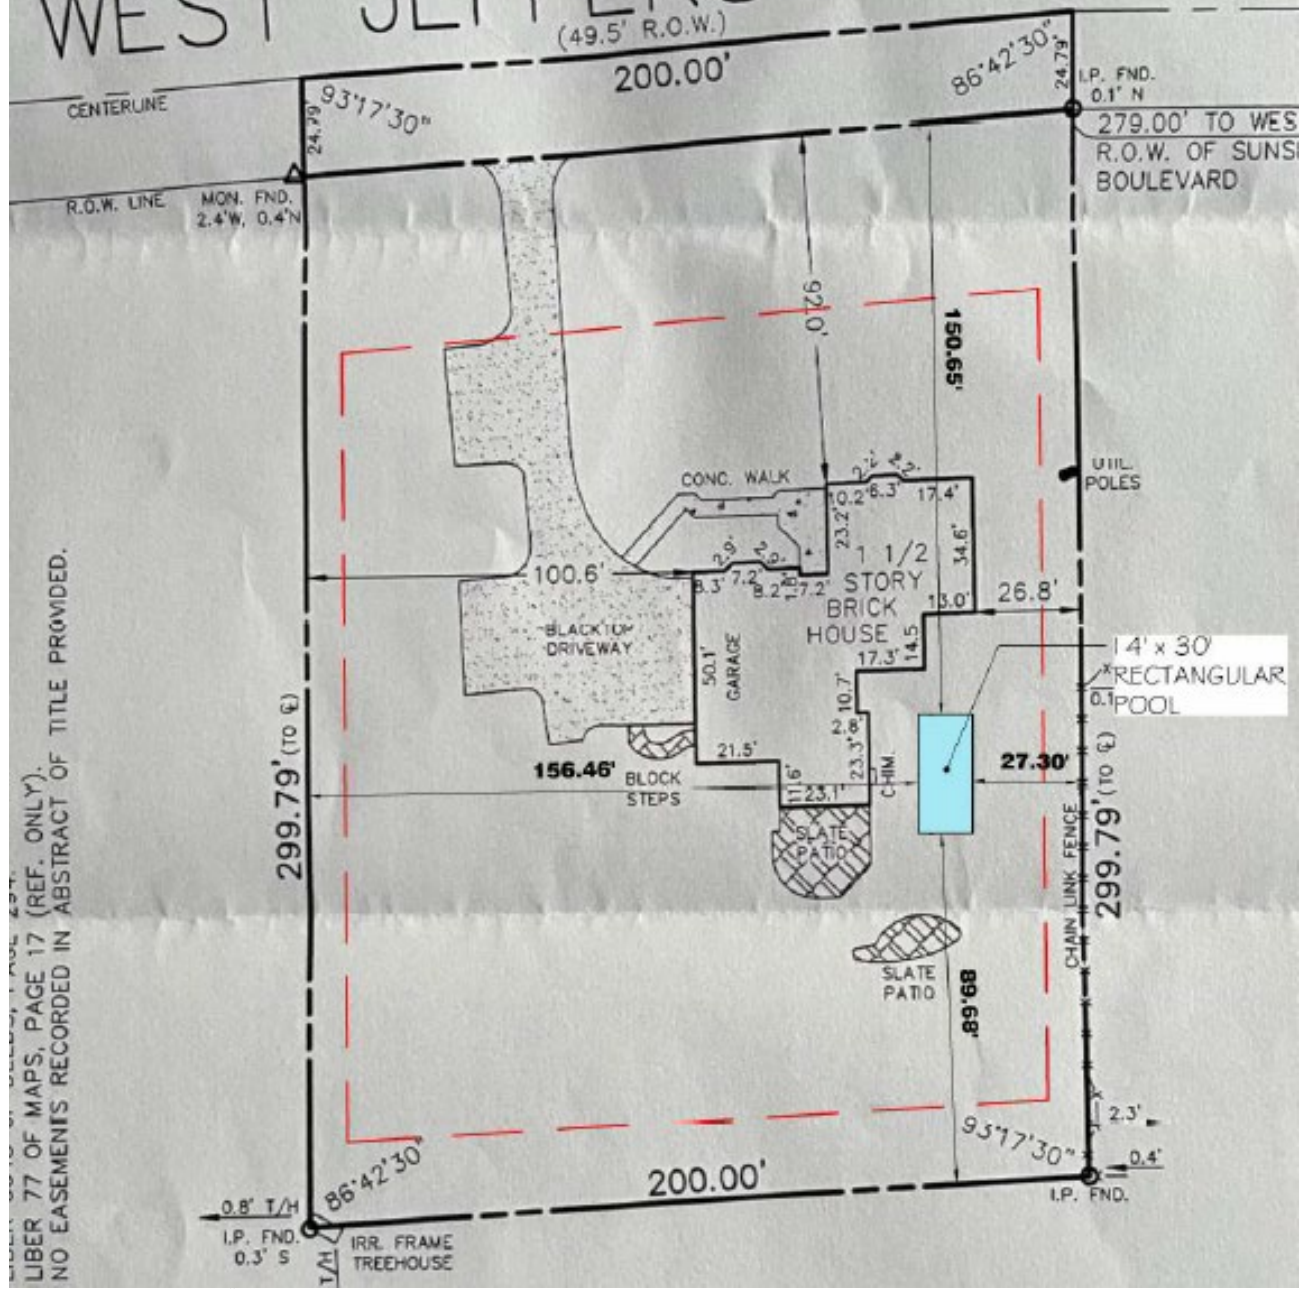 WEST JEFFERS
(49.5' R.O.W.)
200.00'
86°42'30"
24.79'
I.P. FND.
0.1' N
CENTERLINE
93°17'30"
24.79'
279.00' TO WES
R.O.W. OF SUNS
BOULEVARD
R.O.W. LINE
MON. FND.
2.4'W, 0.4'N
92.0'
150.65'
CONC. WALK
2.2'
2.2'
10.2'
6.3'
17.4'
UTIL.
POLES
23.2'
34.6'
1 1/2
STORY
BRICK
HOUSE
100.6'
2.9'
7.2'
8.3'
8.2'
17.2'
13.0'
26.8'
BLACKTOP
DRIVEWAY
50.1'
GARAGE
17.3'
14.5
10.7'
2.8'
14' x 30'
RECTANGULAR
POOL
x
0.1
21.5'
23.3'
CHIM.
156.46'
BLOCK
STEPS
11.6'
23.1'
27.30'
299.79' (TO ℄)
299.79' (TO ℄)
CHAIN LINK FENCE
SLATE
PATIO
SLATE
PATIO
89.68'
LIBER 77 OF MAPS, PAGE 17 (REF. ONLY).
NO EASEMENTS RECORDED IN ABSTRACT OF TITLE PROVIDED.
2.3'
93°17'30"
0.4'
86°42'30"
200.00'
I.P. FND.
0.8' T/H
I.P. FND.
0.3' S
T/H
IRR. FRAME
TREEHOUSE